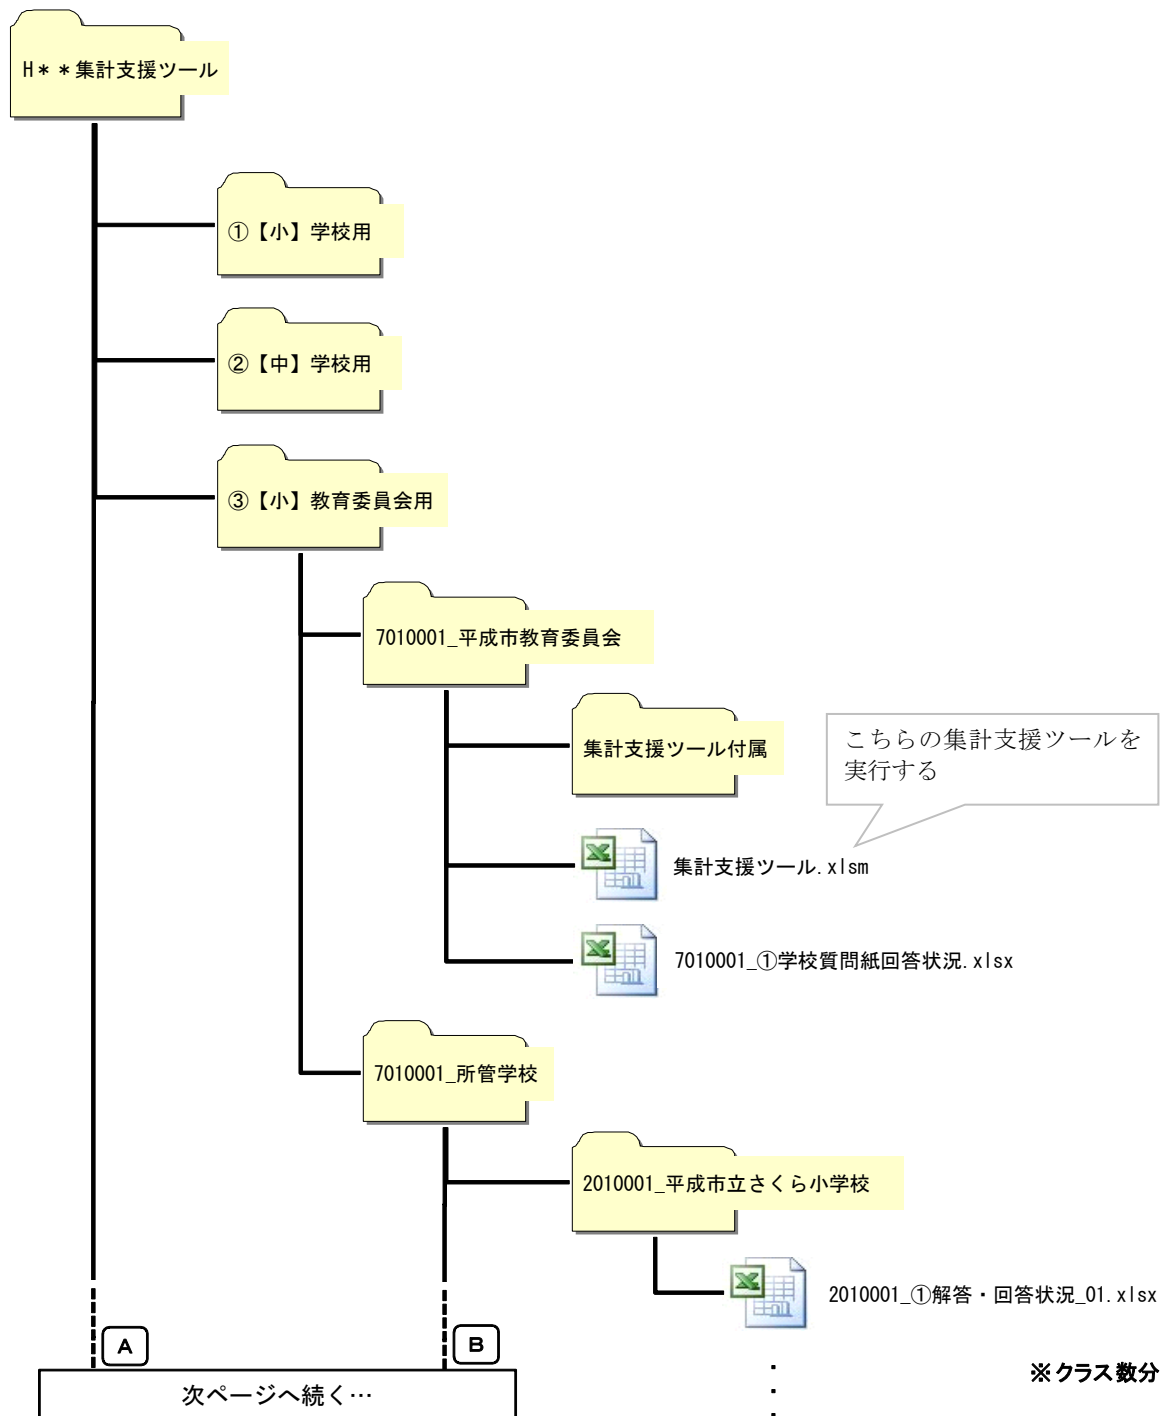 H＊＊集計支援ツール
①【小】学校用
②【中】学校用
③【小】教育委員会用
7010001_平成市教育委員会
集計支援ツール付属
こちらの集計支援ツールを
実行する
集計支援ツール.xlsm
7010001_①学校質問紙回答状況.xlsx
7010001_所管学校
2010001_平成市立さくら小学校
2010001_①解答・回答状況_01.xlsx
A
B
※クラス数分
次ページへ続く…